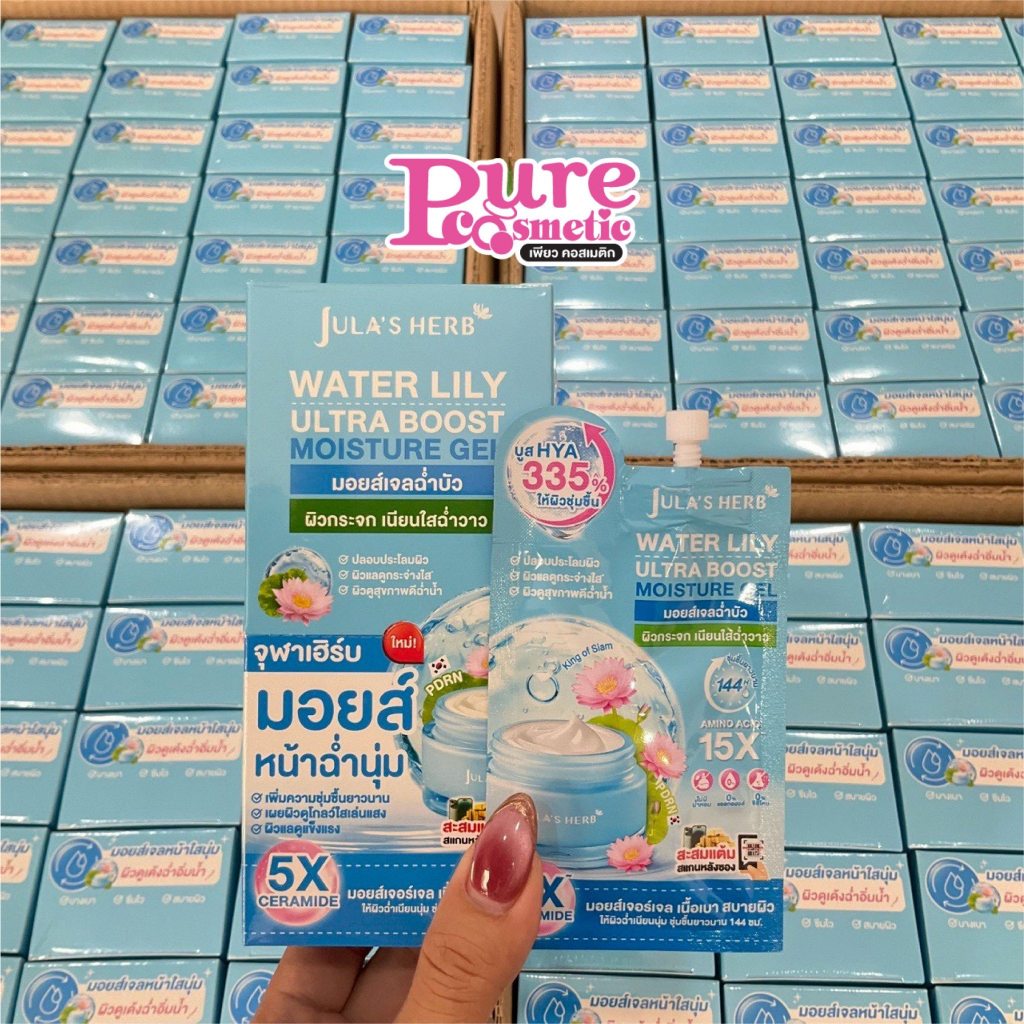 Pure
cosmetic
เพียว คอสเมติก
JULA'S HERB
WATER LILY
ULTRA BOOST
MOISTURE GEL
มอยส์เจลฉ่ำบัว
ผิวกระจก เนียนใสฉ่ำวาว
ปลอบประโลมผิว
ผิวแลดูกระจ่างใส
ผิวดูสุขภาพดีฉ่ำน้ำ
จุฬาเฮิร์บ
ใหม่!
มอยส์
หน้าฉ่ำนุ่ม
PDRN
เพิ่มความชุ่มชื้นยาวนาน
เผยผิวดูโกลว์ใสเล่นแสง
ผิวแลดูแข็งแรง
สะสมแต้ม
5X
CERAMIDE
มอยส์เจอร์เจล
บูส HYA
335%
ให้ผิวชุ่มชื้น
JULA'S HERB
WATER LILY
ULTRA BOOST
MOISTURE GEL
มอยส์เจลฉ่ำบัว
ผิวกระจก เนียนใสฉ่ำวาว
ปลอบประโลมผิว
ผิวแลดูกระจ่างใส
ผิวดูสุขภาพดีฉ่ำน้ำ
King of Siam
144
AMINO ACID
15X
PDRN
JULA'S HERB
สะสมแต้ม
สแกนหลังซอง
มอยส์เจอร์เจล เนื้อเบา สบายผิว
ให้ผิวฉ่ำเนียนนุ่ม ชุ่มชื้นยาวนาน 144 ชม.
มอยส์เจลหน้าใสนุ่ม
ผิวดูเด้งฉ่ำอิ่มน้ำ
บางเบา
ซึมไว
สบายผิว